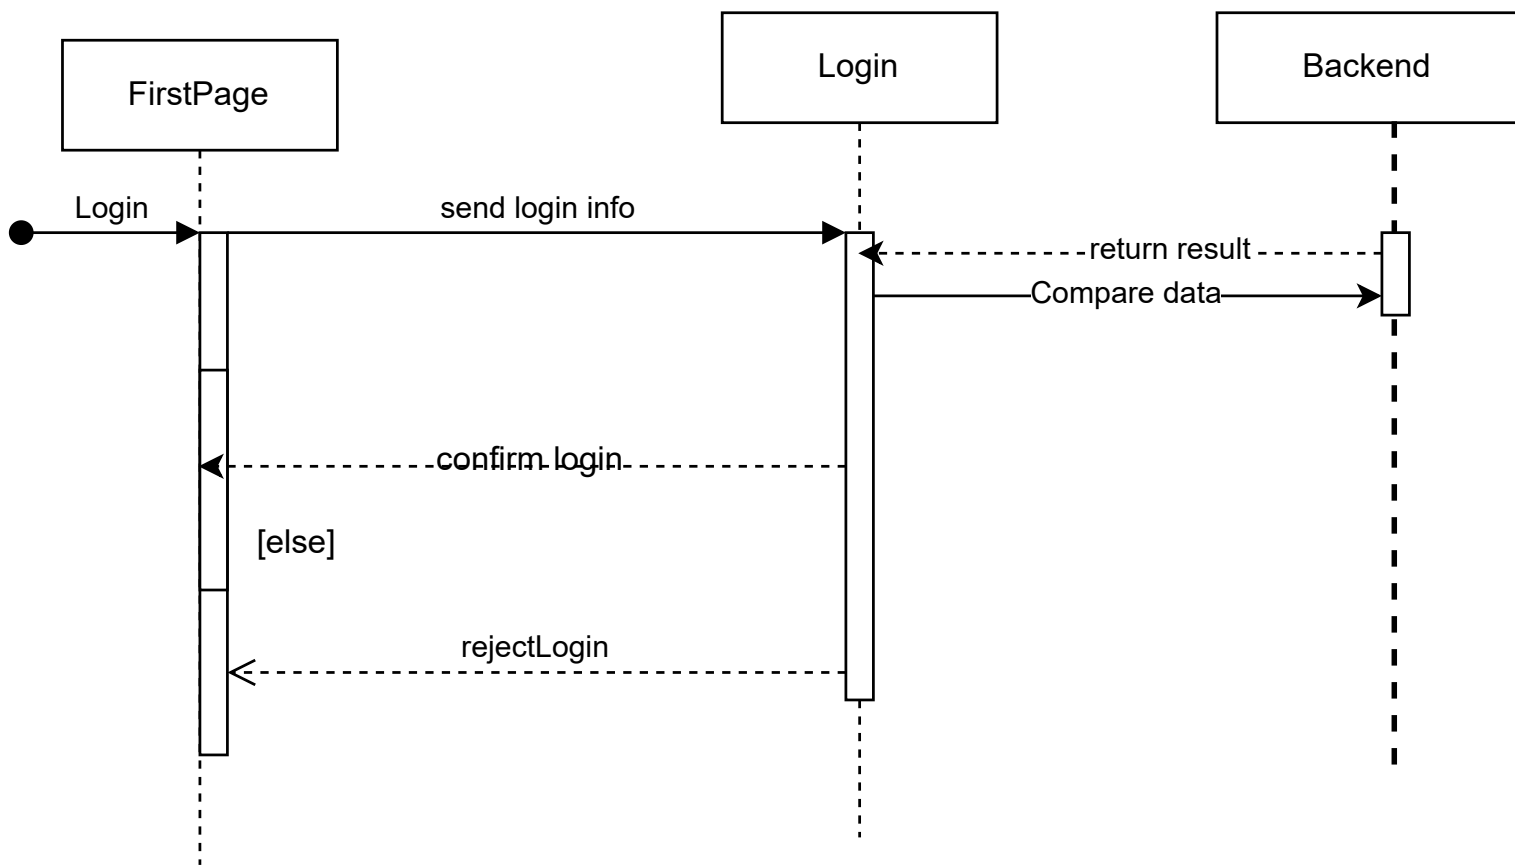 FirstPage
Login
Backend
Login
send login info
return result
Compare data
confirm login
[else]
rejectLogin